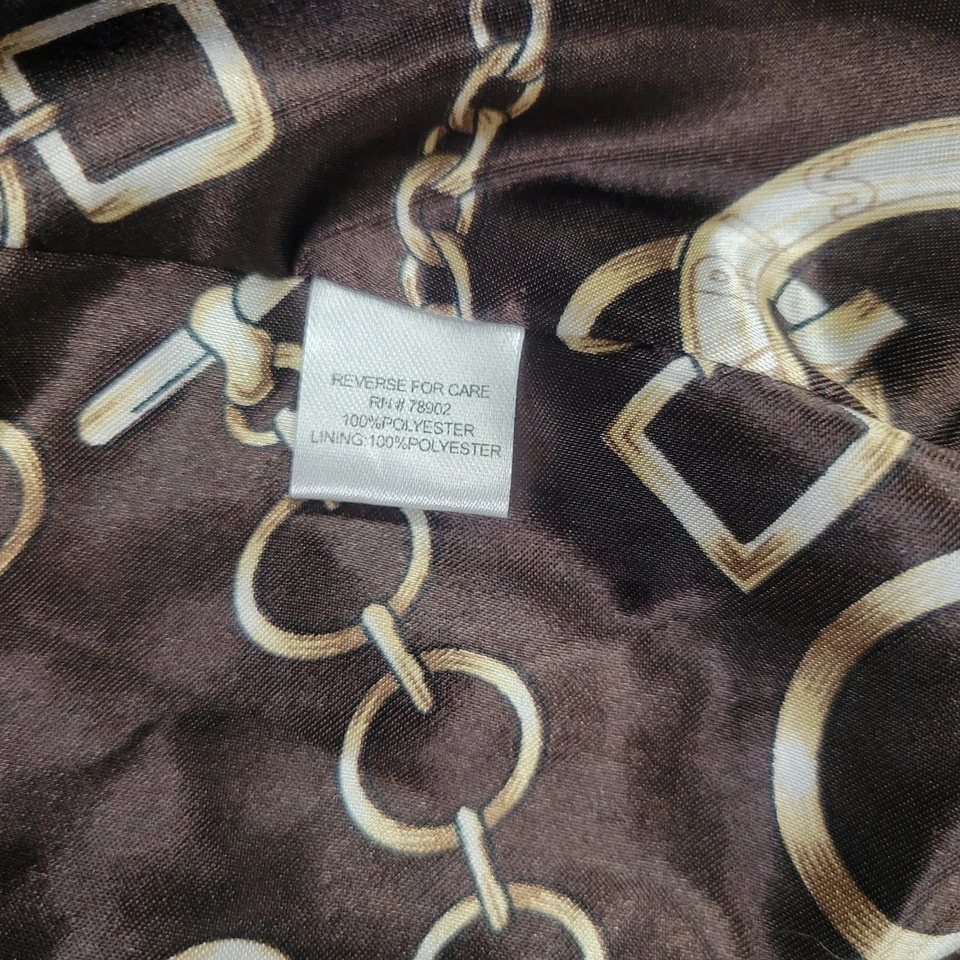 REVERSE FOR CARE
RN # 78902
100%POLYESTER
LINING:100%POLYESTER